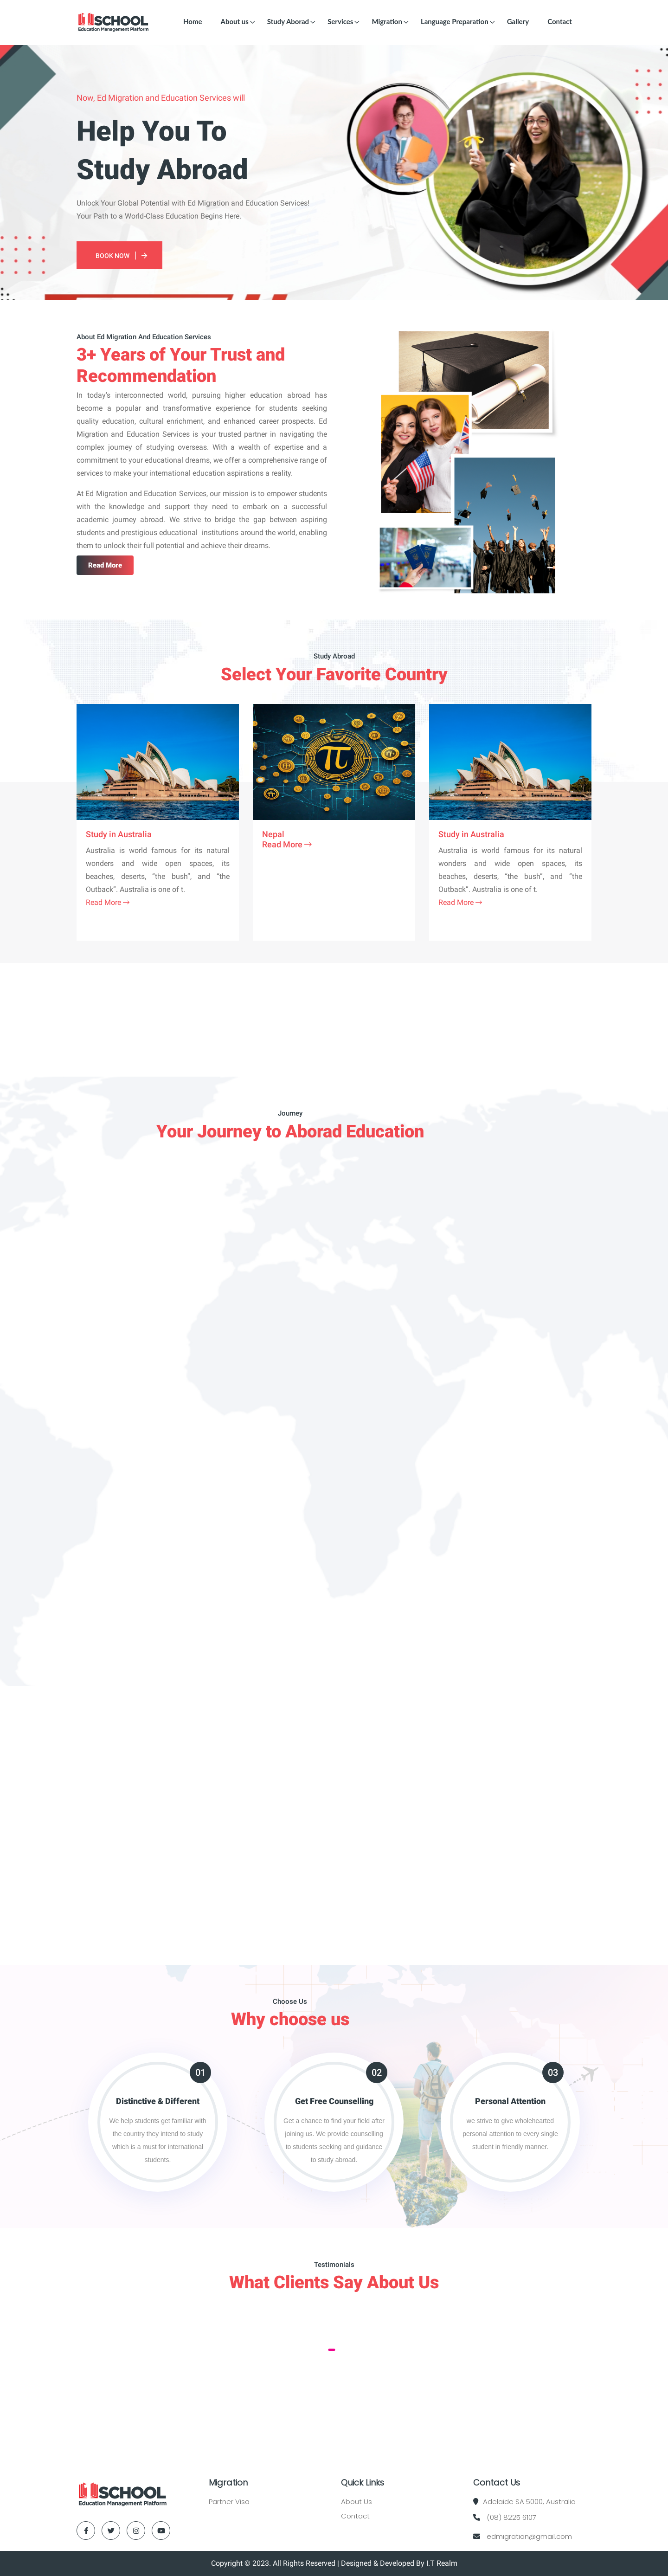 SCHOOL
Education Management Platform
Home
About us
Study Aborad
Services
Migration
Language Preparation
Gallery
Contact
Now, Ed Migration and Education Services will
Help You To
Study Abroad
Unlock Your Global Potential with Ed Migration and Education Services!
Your Path to a World-Class Education Begins Here.
BOOK NOW
About Ed Migration And Education Services
3+ Years of Your Trust and
Recommendation
In today's interconnected world, pursuing higher education abroad has
become a popular and transformative experience for students seeking
quality education, cultural enrichment, and enhanced career prospects. Ed
Migration and Education Services is your trusted partner in navigating the
complex journey of studying overseas. With a wealth of expertise and a
commitment to your educational dreams, we offer a comprehensive range of
services to make your international education aspirations a reality.
At Ed Migration and Education Services, our mission is to empower students
with the knowledge and support they need to embark on a successful
academic journey abroad. We strive to bridge the gap between aspiring
students and prestigious educational institutions around the world, enabling
them to unlock their full potential and achieve their dreams.
Read More
Study Abroad
Select Your Favorite Country
Study in Australia
Australia is world famous for its natural
wonders and wide open spaces, its
beaches, deserts, “the bush”, and “the
Outback”. Australia is one of t.
Read More
Nepal
Read More
Study in Australia
Australia is world famous for its natural
wonders and wide open spaces, its
beaches, deserts, “the bush”, and “the
Outback”. Australia is one of t.
Read More
Journey
Your Journey to Aborad Education
Choose Us
Why choose us
01
Distinctive & Different
We help students get familiar with
the country they intend to study
which is a must for international
students.
02
Get Free Counselling
Get a chance to find your field after
joining us. We provide counselling
to students seeking and guidance
to study abroad.
03
Personal Attention
we strive to give wholehearted
personal attention to every single
student in friendly manner.
Testimonials
What Clients Say About Us
SCHOOL
Education Management Platform
Migration
Partner Visa
Quick Links
About Us
Contact
Contact Us
Adelaide SA 5000, Australia
(08) 8225 6107
edmigration@gmail.com
Copyright © 2023. All Rights Reserved | Designed & Developed By I.T Realm